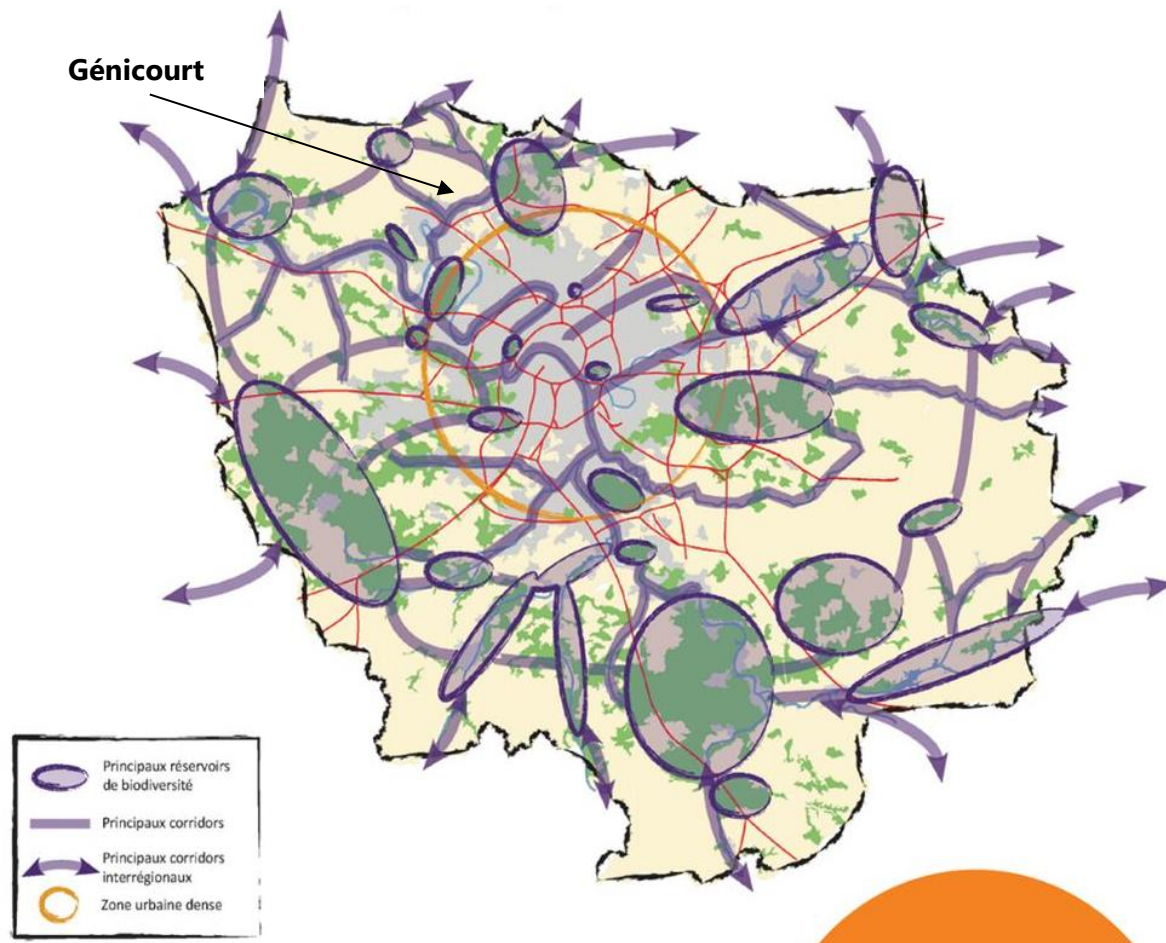 Génicourt
Principaux réservoirs
de biodiversité
Principaux corridors
Principaux corridors
interrégionaux
Zone urbaine dense